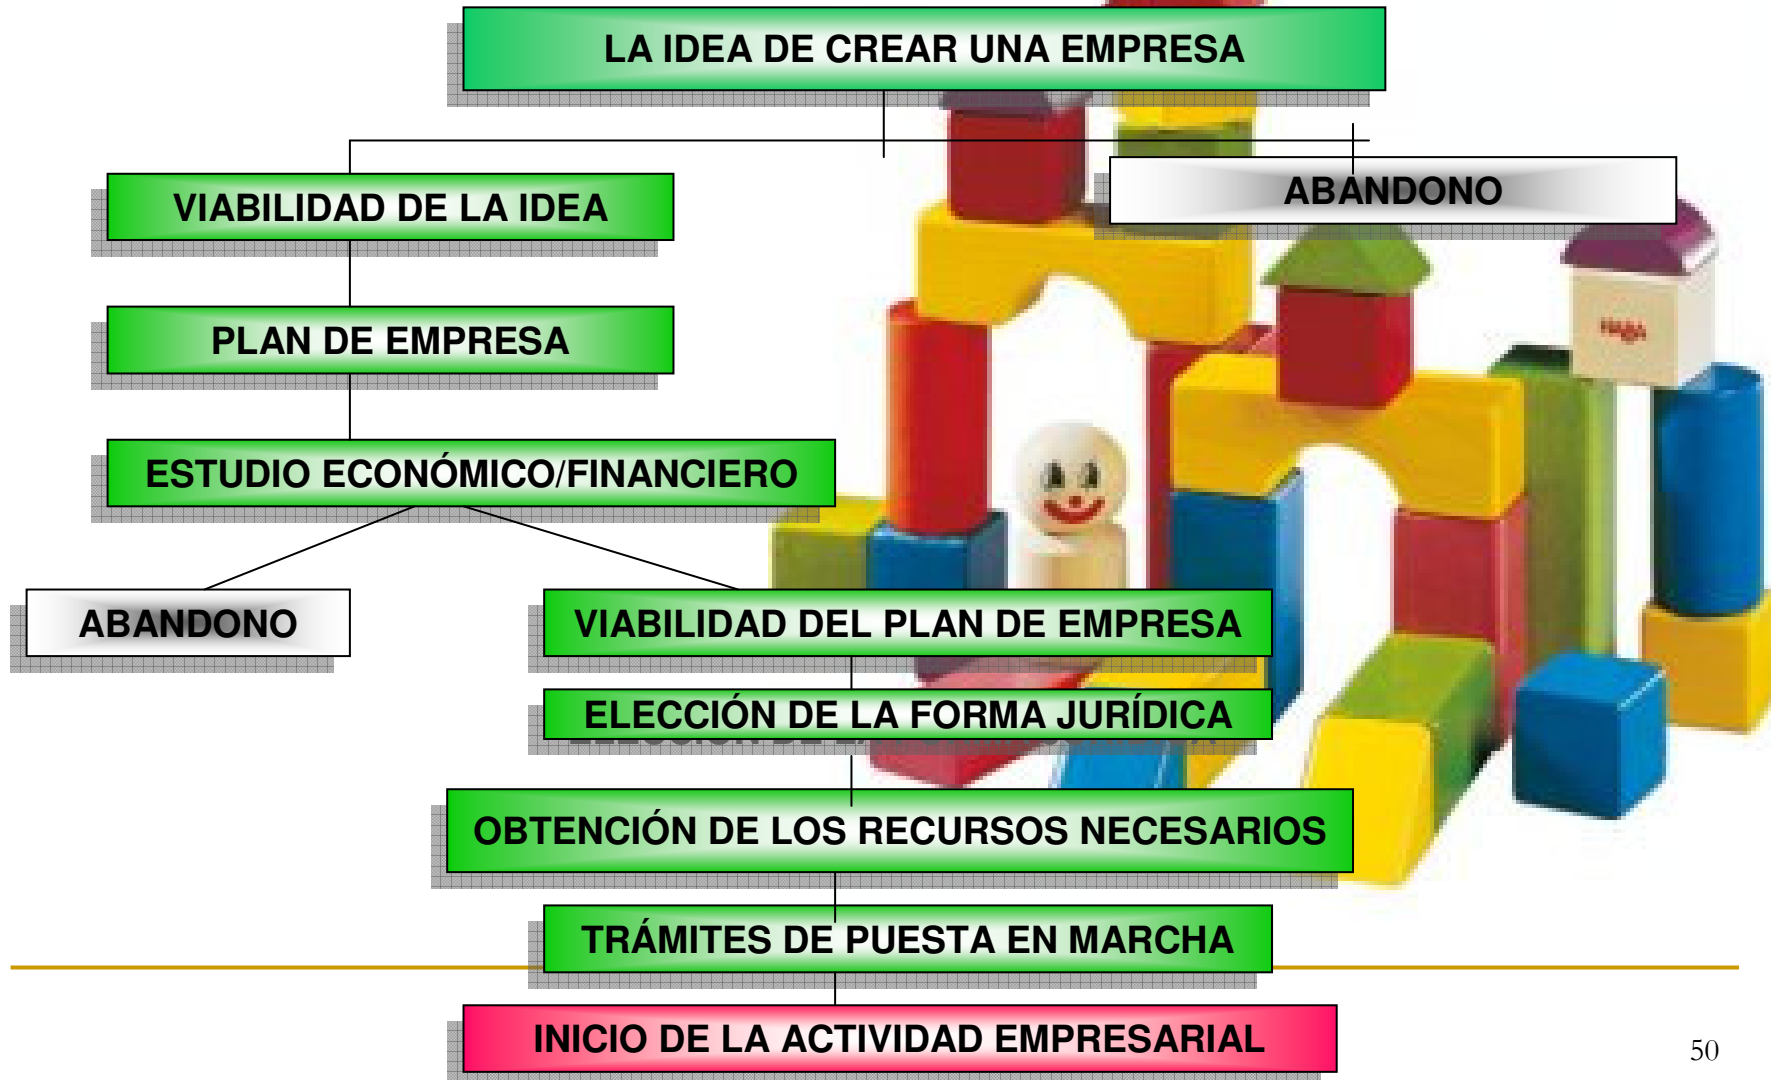 LA IDEA DE CREAR UNA EMPRESA
ABANDONO
VIABILIDAD DE LA IDEA
PLAN DE EMPRESA
ESTUDIO ECONÓMICO/FINANCIERO
ABANDONO
VIABILIDAD DEL PLAN DE EMPRESA
ELECCIÓN DE LA FORMA JURÍDICA
OBTENCIÓN DE LOS RECURSOS NECESARIOS
TRÁMITES DE PUESTA EN MARCHA
INICIO DE LA ACTIVIDAD EMPRESARIAL
50